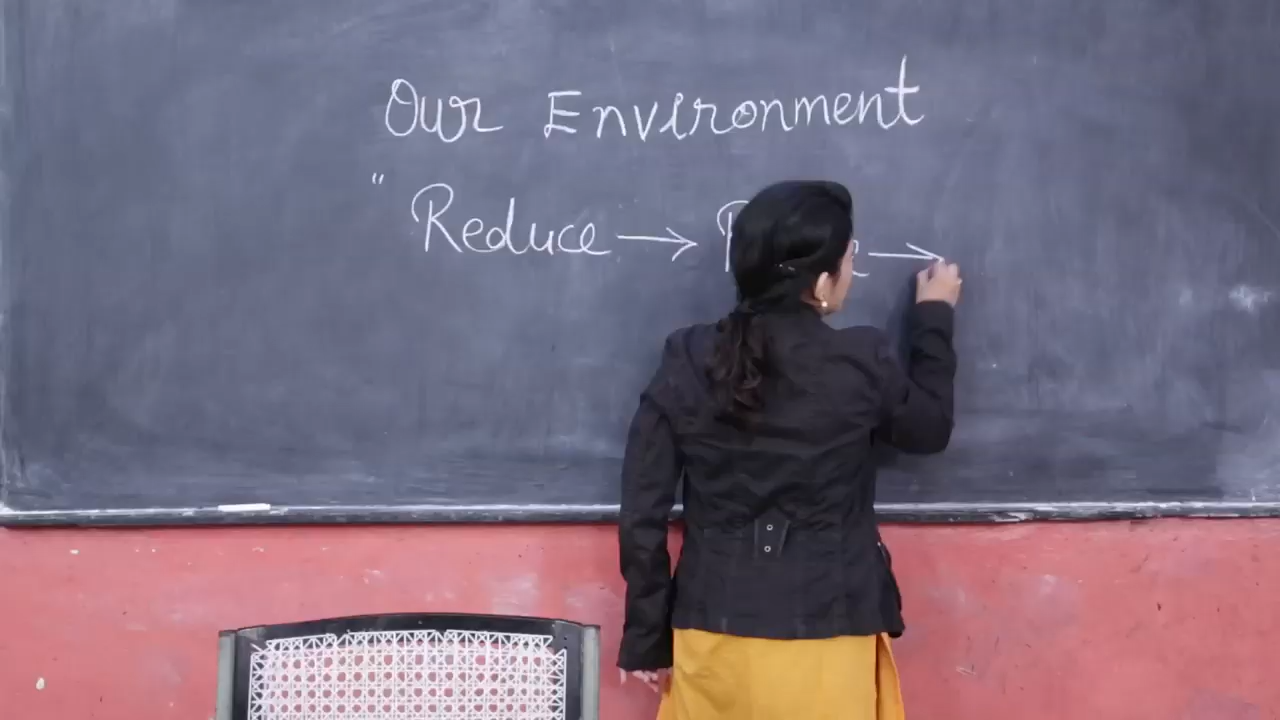 Our Environment
" Reduce → →